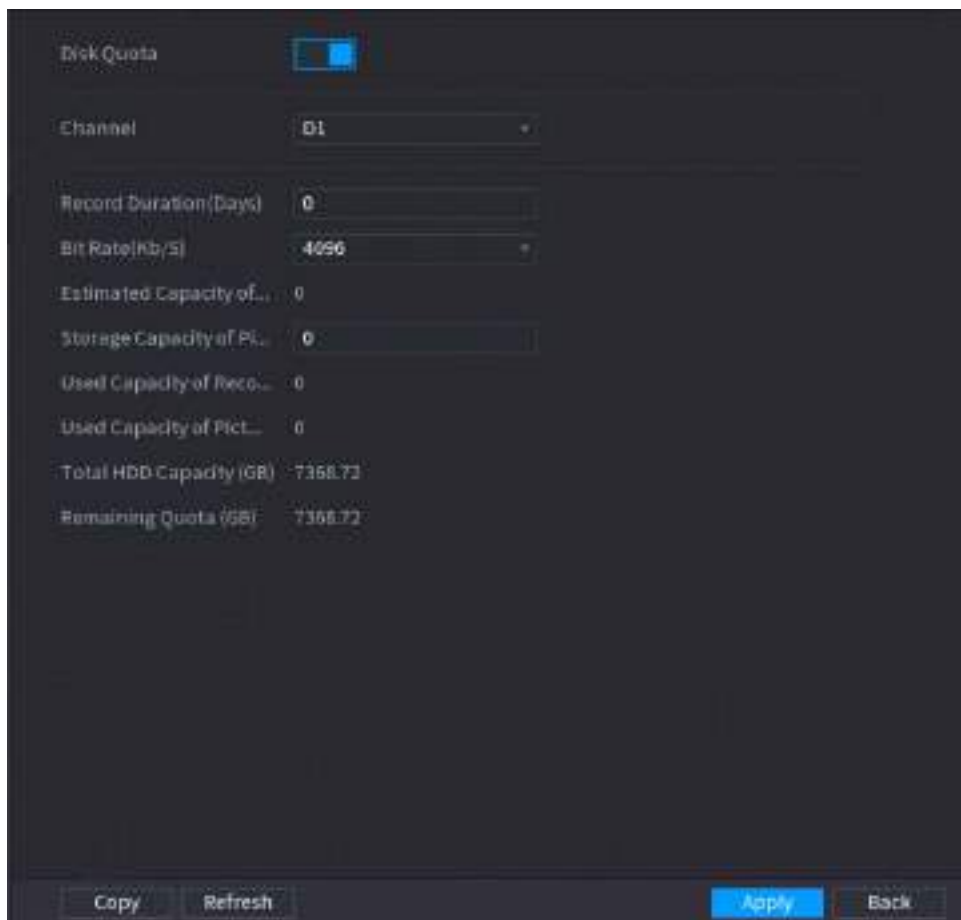 Disk Quota
Channel D1
Record Duration(Days) 0
Bit Rate(Kb/S) 4096
Estimated Capacity of... 0
Storage Capacity of Pi... 0
Used Capacity of Reco... 0
Used Capacity of Pict... 0
Total HDD Capacity (GB) 7368.72
Remaining Quota (GB) 7368.72
Copy Refresh Apply Back